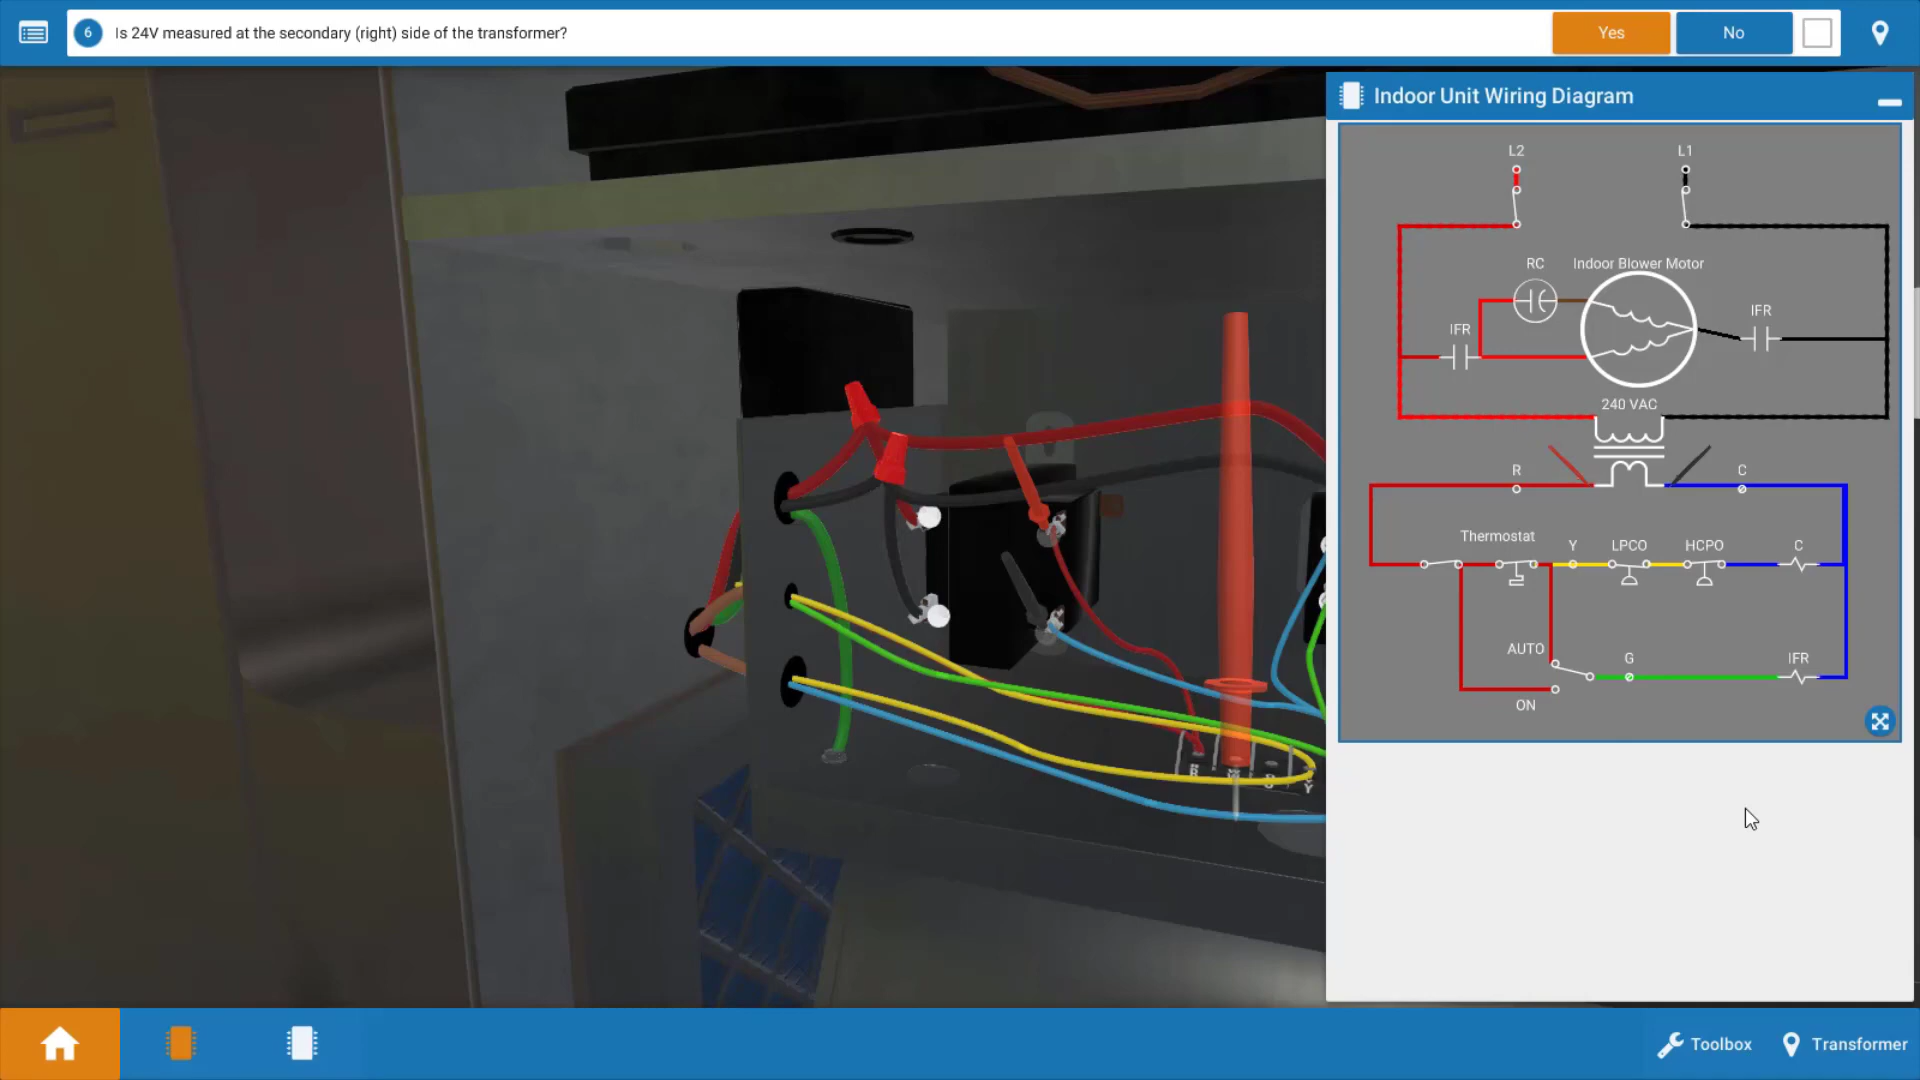 6 Is 24V measured at the secondary (right) side of the transformer? Yes No
Indoor Unit Wiring Diagram
L2 L1
RC Indoor Blower Motor
IFR
IFR
240 VAC
R C
Thermostat Y LPCO HCPO C
AUTO G IFR
ON
Y
Toolbox Transformer